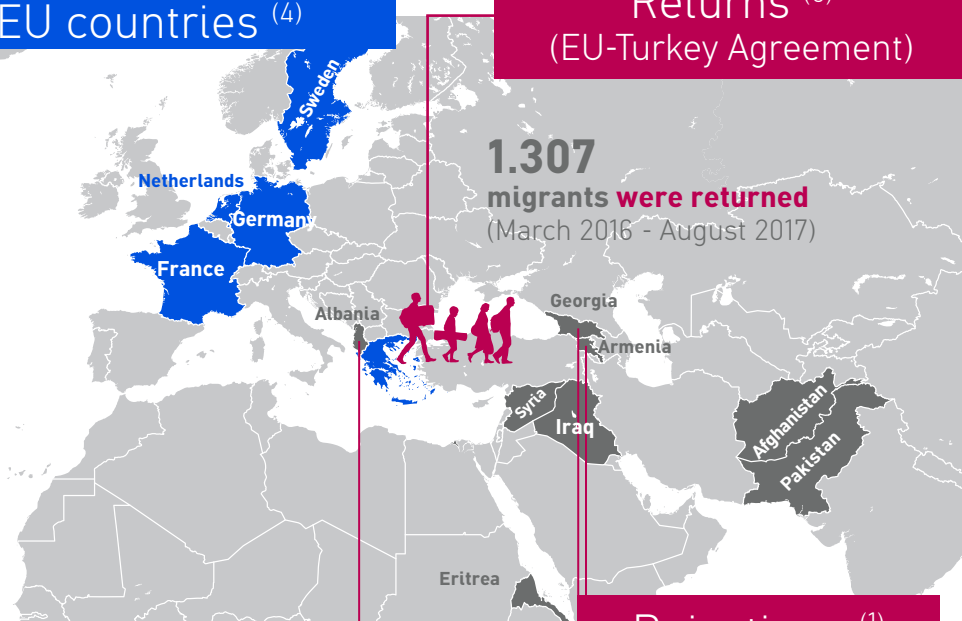 EU countries (4)
Returns
(EU-Turkey Agreement)
Sweden
1.307
migrants were returned
(March 2016 - August 2017)
Netherlands
Germany
France
Albania
Georgia
Armenia
Syria
Iraq
Afghanistan
Pakistan
Eritrea
(1)